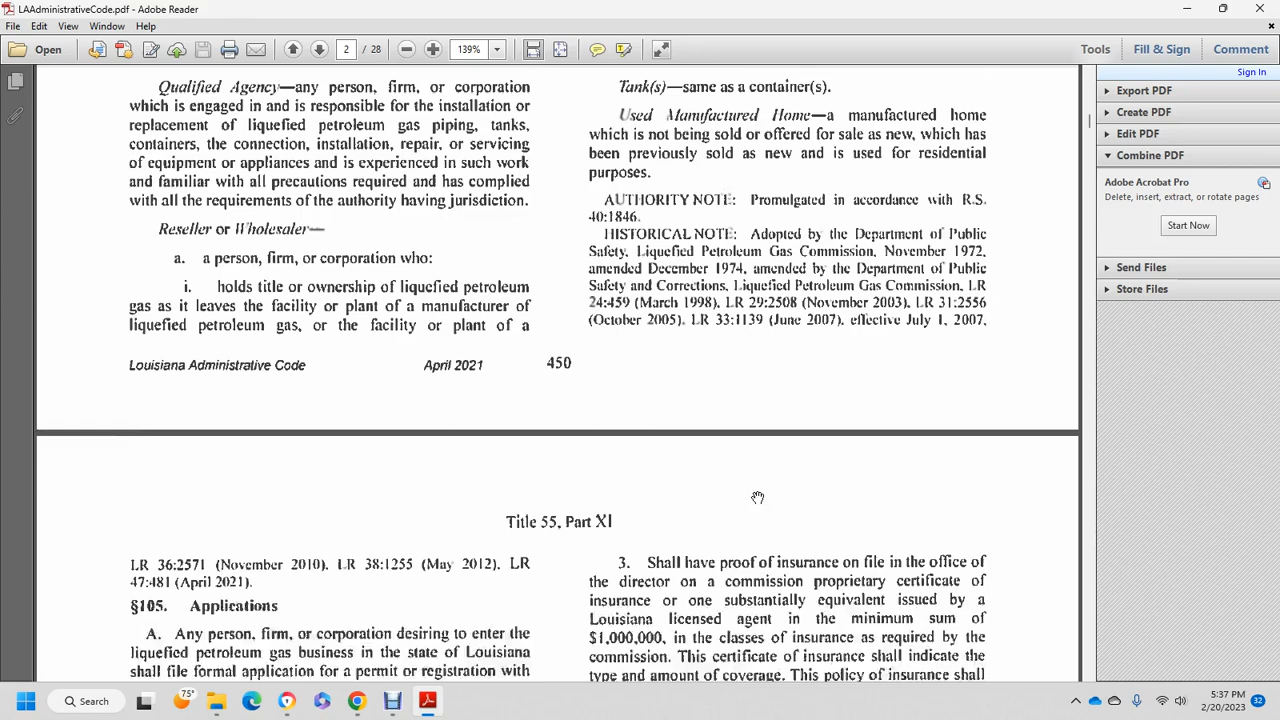 LAAdministrativeCode.pdf - Adobe Reader
File Edit View Window Help
Open
2 / 28
139%
Tools Fill & Sign Comment
Sign In
Export PDF
Create PDF
Edit PDF
Combine PDF
Adobe Acrobat Pro
Delete, insert, extract, or rotate pages
Start Now
Send Files
Store Files
Qualified Agency—any person, firm, or corporation
which is engaged in and is responsible for the installation or
replacement of liquefied petroleum gas piping, tanks,
containers, the connection, installation, repair, or servicing
of equipment or appliances and is experienced in such work
and familiar with all precautions required and has complied
with all the requirements of the authority having jurisdiction.
Reseller or Wholesaler—
a. a person, firm, or corporation who:
i. holds title or ownership of liquefied petroleum
gas as it leaves the facility or plant of a manufacturer of
liquefied petroleum gas, or the facility or plant of a
Tank(s)—same as a container(s).
Used Manufactured Home—a manufactured home
which is not being sold or offered for sale as new, which has
been previously sold as new and is used for residential
purposes.
AUTHORITY NOTE: Promulgated in accordance with R.S.
40:1846.
HISTORICAL NOTE: Adopted by the Department of Public
Safety, Liquefied Petroleum Gas Commission, November 1972,
amended December 1974, amended by the Department of Public
Safety and Corrections, Liquefied Petroleum Gas Commission, LR
24:459 (March 1998), LR 29:2508 (November 2003), LR 31:2556
(October 2005), LR 33:1139 (June 2007), effective July 1, 2007,
Louisiana Administrative Code April 2021 450
Title 55, Part XI
LR 36:2571 (November 2010), LR 38:1255 (May 2012), LR
47:481 (April 2021).
§105. Applications
A. Any person, firm, or corporation desiring to enter the
liquefied petroleum gas business in the state of Louisiana
shall file formal application for a permit or registration with
3. Shall have proof of insurance on file in the office of
the director on a commission proprietary certificate of
insurance or one substantially equivalent issued by a
Louisiana licensed agent in the minimum sum of
$1,000,000, in the classes of insurance as required by the
commission. This certificate of insurance shall indicate the
type and amount of coverage. This policy of insurance shall
Search
75°
5:37 PM
2/20/2023
32